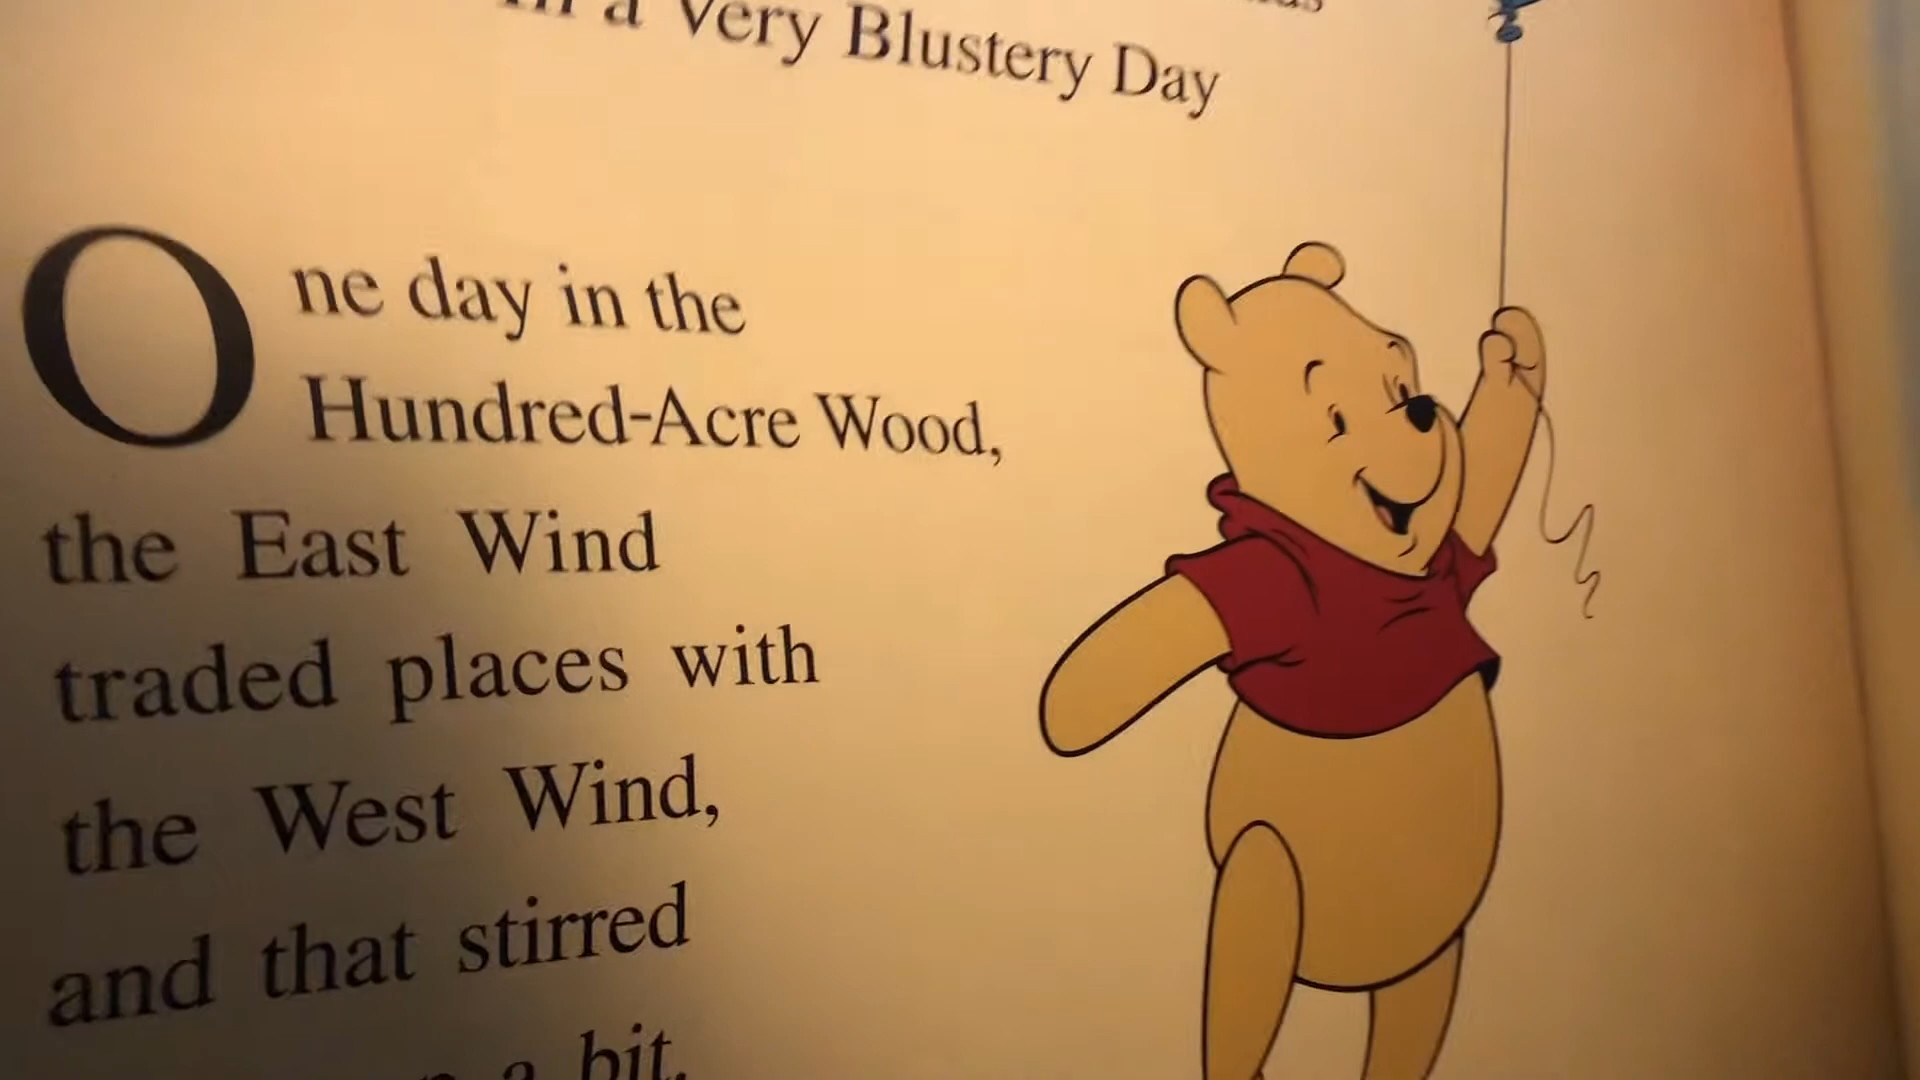 a Very Blustery Day
One day in the
Hundred-Acre Wood,
the East Wind
traded places with
the West Wind,
and that stirred
a bit.